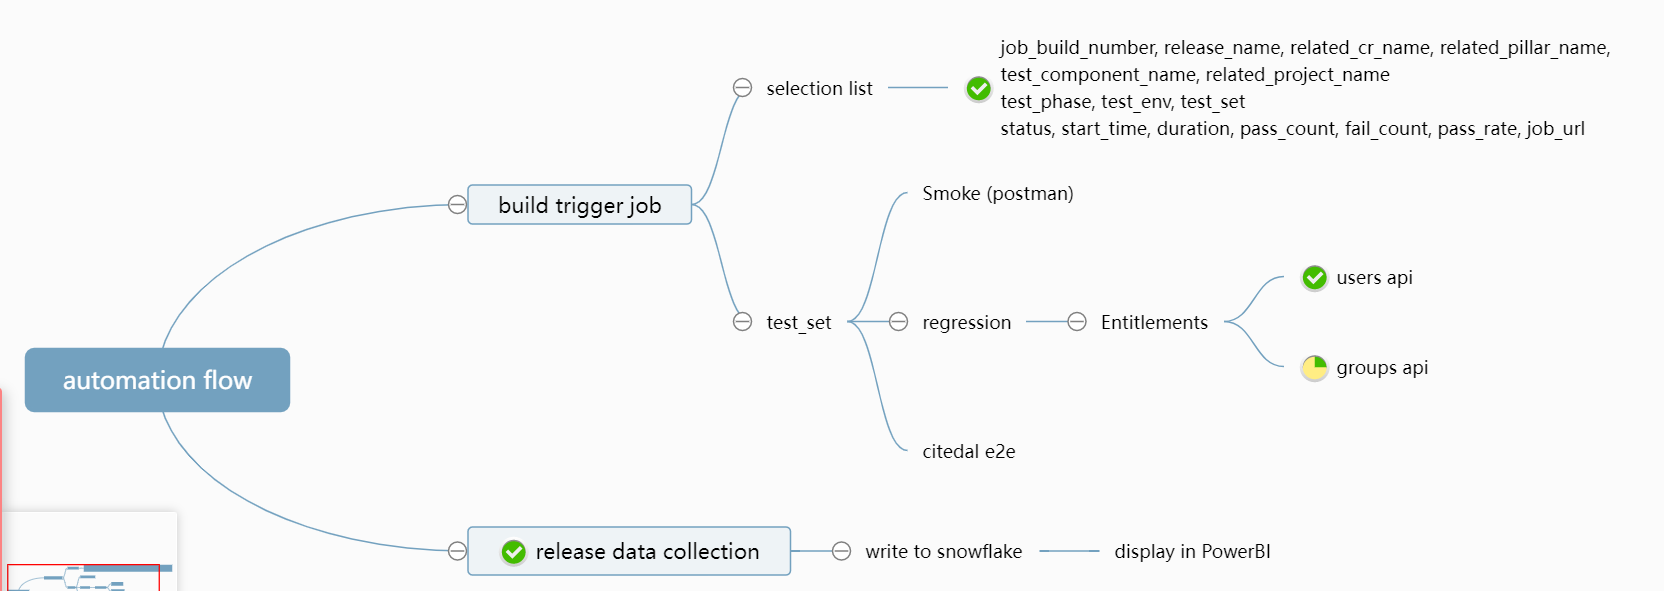 job_build_number, release_name, related_cr_name, related_pillar_name,
test_component_name, related_project_name
test_phase, test_env, test_set
status, start_time, duration, pass_count, fail_count, pass_rate, job_url
selection list
build trigger job
Smoke (postman)
users api
test_set
regression
Entitlements
groups api
automation flow
citedal e2e
release data collection
write to snowflake
display in PowerBI